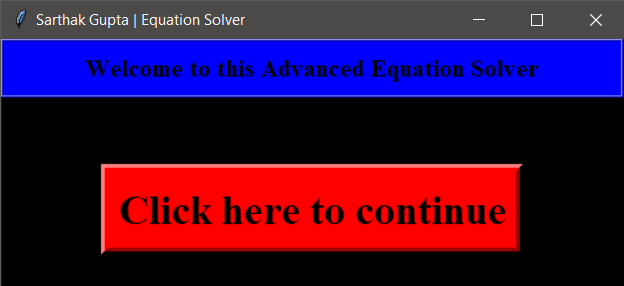 Sarthak Gupta | Equation Solver
Welcome to this Advanced Equation Solver
Click here to continue